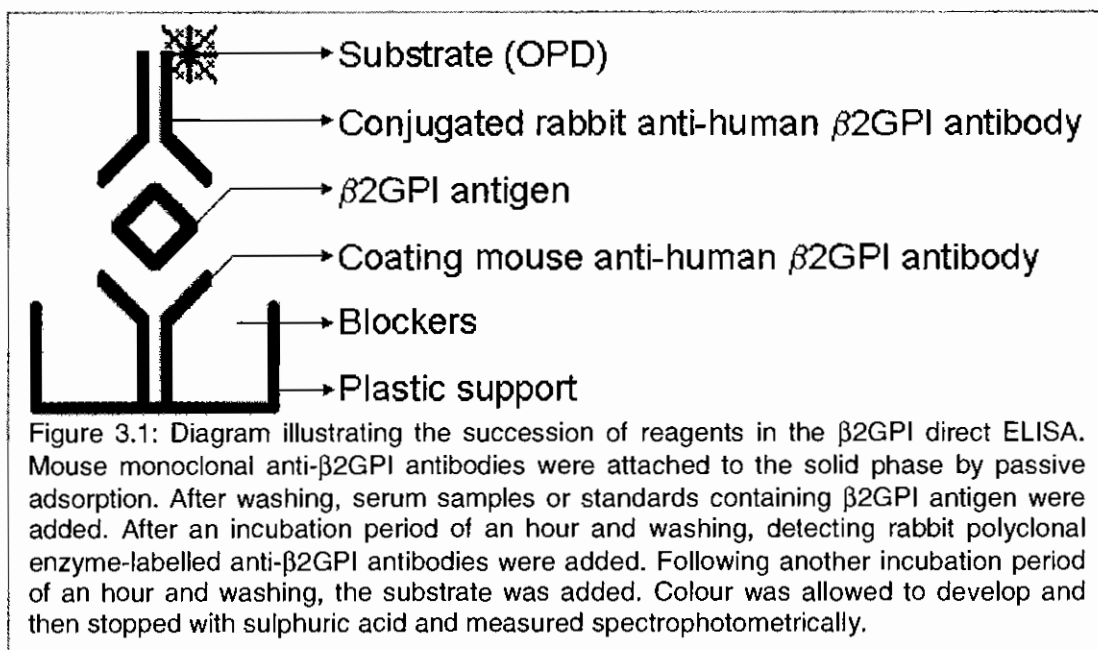 Substrate (OPD)
Conjugated rabbit anti-human β2GPI antibody
β2GPI antigen
Coating mouse anti-human β2GPI antibody
Blockers
Plastic support
Figure 3.1: Diagram illustrating the succession of reagents in the β2GPI direct ELISA.
Mouse monoclonal anti-β2GPI antibodies were attached to the solid phase by passive
adsorption. After washing, serum samples or standards containing β2GPI antigen were
added. After an incubation period of an hour and washing, detecting rabbit polyclonal
enzyme-labelled anti-β2GPI antibodies were added. Following another incubation period
of an hour and washing, the substrate was added. Colour was allowed to develop and
then stopped with sulphuric acid and measured spectrophotometrically.